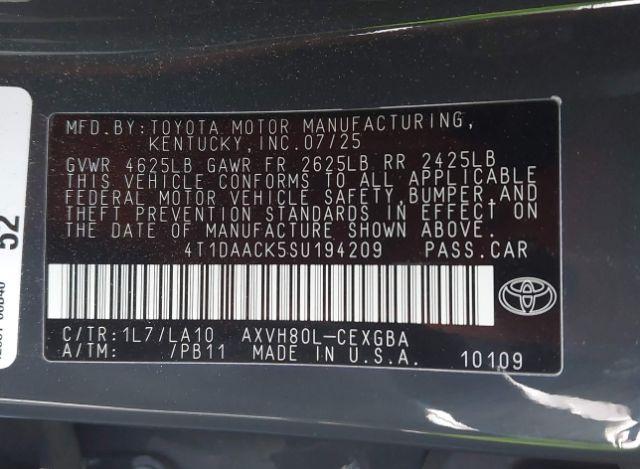 MFD.BY:TOYOTA MOTOR MANUFACTURING,
KENTUCKY,INC.07/25
GVWR 4625LB GAWR FR 2625LB RR 2425LB
THIS VEHICLE CONFORMS TO ALL APPLICABLE
FEDERAL MOTOR VEHICLE SAFETY,BUMPER,AND
THEFT PREVENTION STANDARDS IN EFFECT ON
THE DATE OF MANUFACTURE SHOWN ABOVE.
4T1DAACK5SU194209 PASS.CAR
C/TR:1L7/LA10 AXVH80L-CEXGBA
A/TM: /PB11 MADE IN U.S.A. 10109
52